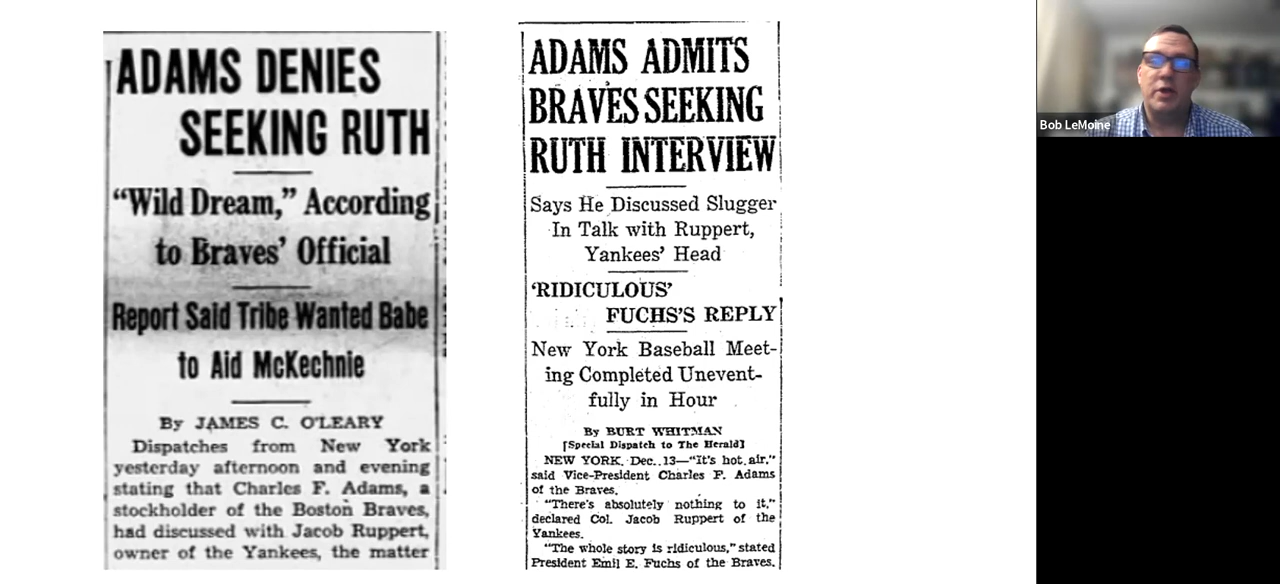 ADAMS DENIES
SEEKING RUTH
“Wild Dream,” According
to Braves’ Official
Report Said Tribe Wanted Babe
to Aid McKechnie
By JAMES C. O'LEARY
Dispatches from New York
yesterday afternoon and evening
stating that Charles F. Adams, a
stockholder of the Boston Braves,
had discussed with Jacob Ruppert,
owner of the Yankees, the matter
ADAMS ADMITS
BRAVES SEEKING
RUTH INTERVIEW
Says He Discussed Slugger
In Talk with Ruppert,
Yankees’ Head
‘RIDICULOUS’
FUCHS’S REPLY
New York Baseball Meet-
ing Completed Unevent-
fully in Hour
By BURT WHITMAN
[Special Dispatch to The Herald]
NEW YORK, Dec. 13—“It's hot air,”
said Vice-President Charles F. Adams
of the Braves.
“There's absolutely nothing to it,”
declared Col. Jacob Ruppert of the
Yankees.
“The whole story is ridiculous,” stated
President Emil E. Fuchs of the Braves.
Bob LeMoine